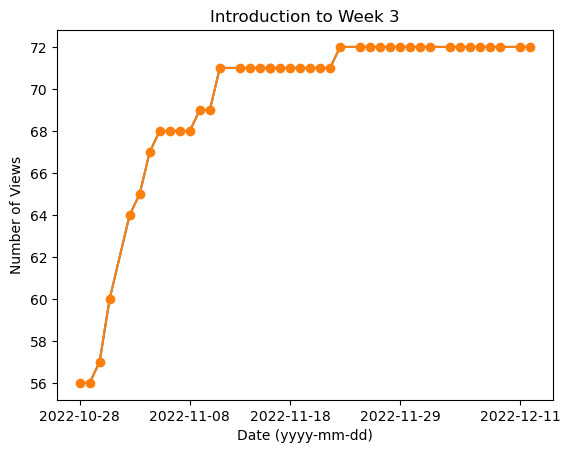 Introduction to Week 3
72
70
68
66
64
62
60
58
56
Number of Views
2022-10-28 2022-11-08 2022-11-18 2022-11-29 2022-12-11
Date (yyyy-mm-dd)